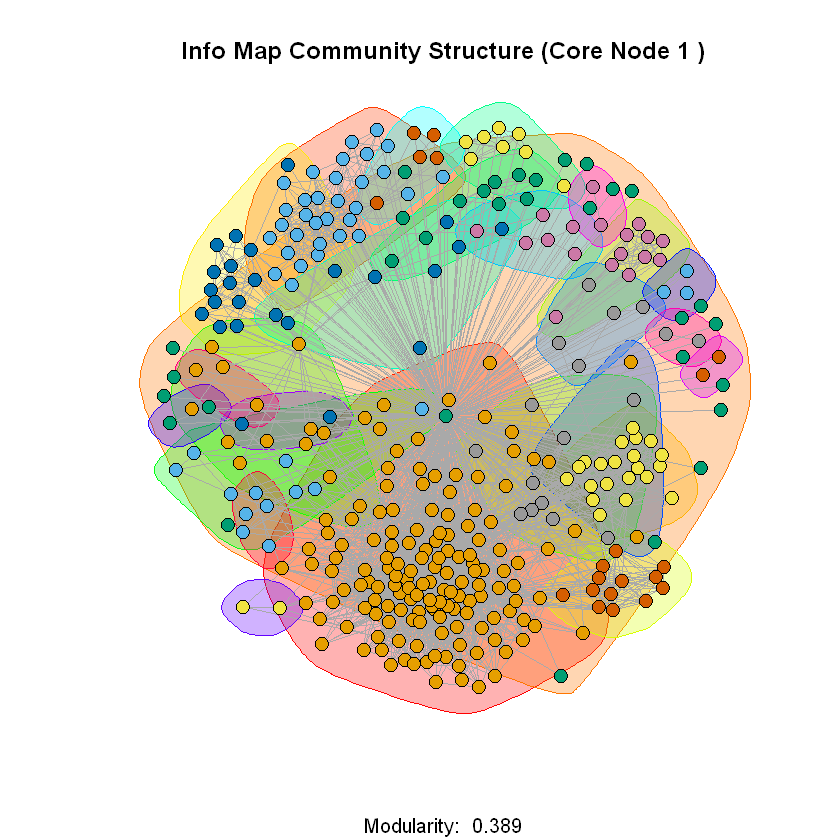 Info Map Community Structure (Core Node 1 )
Modularity:  0.389